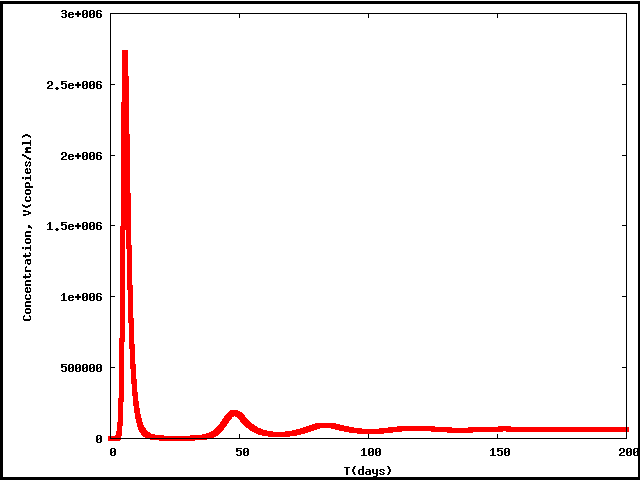 3e+006
2.5e+006
2e+006
1.5e+006
1e+006
500000
0
Concentration, V(copies/ml)
0 50 100 150 200
T(days)